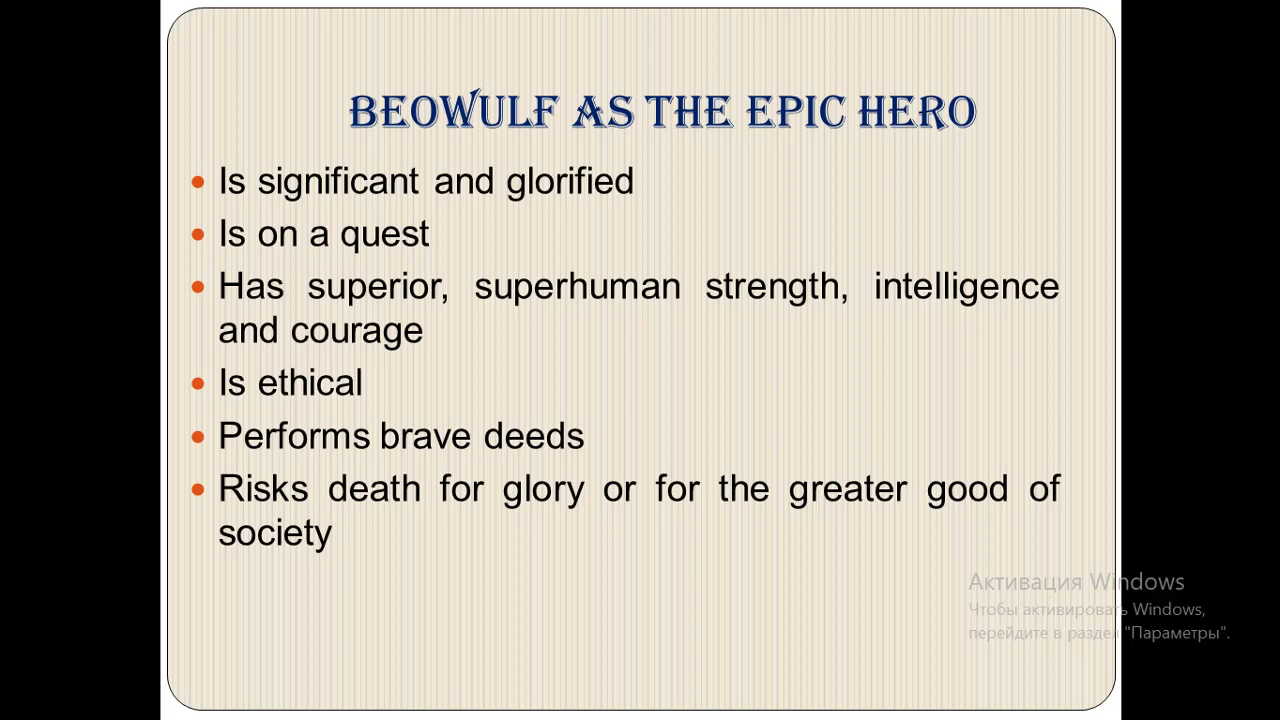 BEOWULF AS THE EPIC HERO
Is significant and glorified
Is on a quest
Has superior, superhuman strength, intelligence
and courage
Is ethical
Performs brave deeds
Risks death for glory or for the greater good of
society
Активация Windows
Чтобы активировать Windows,
перейдите в раздел "Параметры".